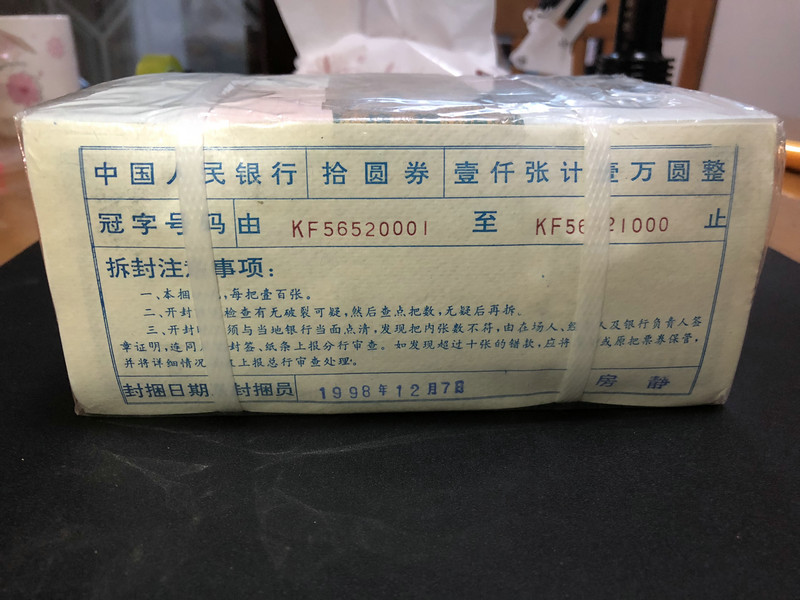 中国人民银行 拾圆券 壹仟张计壹万圆整
冠字号码由 KF56520001 至 KF56521000 止
拆封注意事项：
一、本捆 ，每把壹百张。
二、开封 检查有无破裂可疑，然后查点把数，无疑后再拆。
三、开封 须与当地银行当面点清，发现把内张数不符，由在场人、 人及银行负责人签
章证明，连同 封签、纸条上报分行审查。如发现超过十张的错款，应将 或原把票券保管，
并将详细情况 上报总行审查处理。
封捆日期 封捆员 1998年12月7日 房静